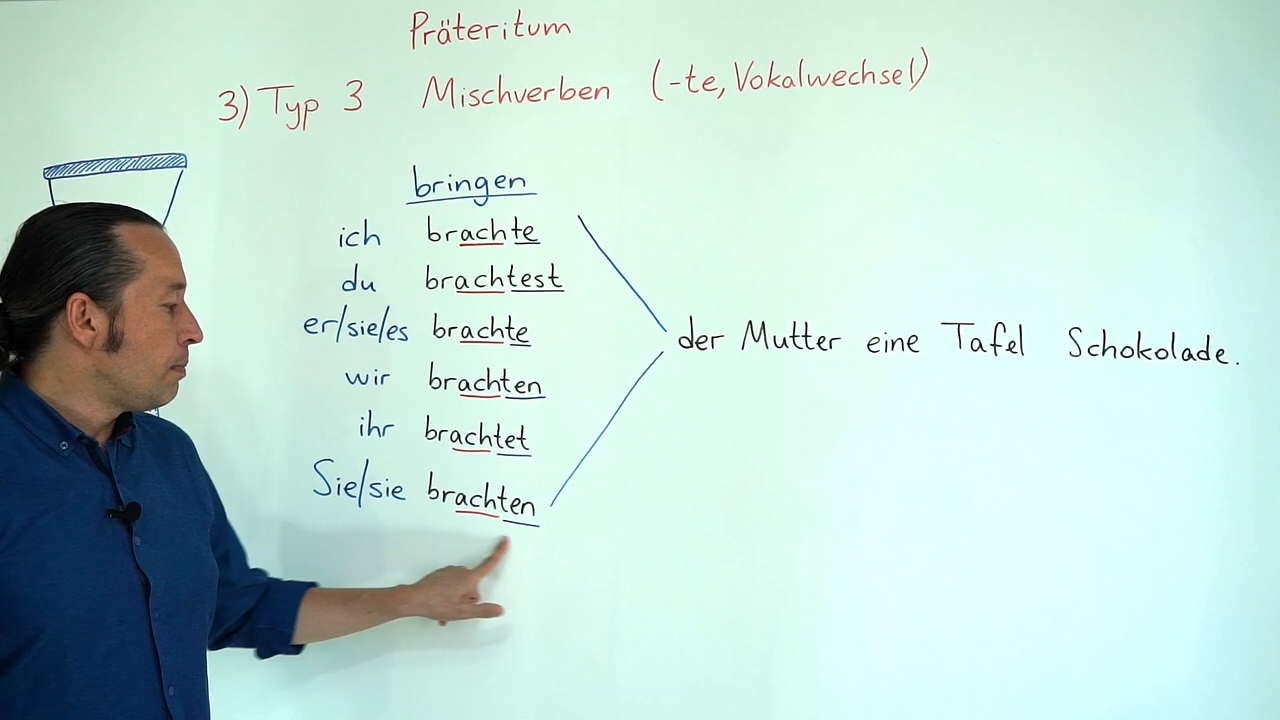 Präteritum
3) Typ 3 Mischverben (-te, Vokalwechsel)
bringen
ich brachte
du brachtest
er/sie/es brachte
der Mutter eine Tafel Schokolade.
wir brachten
ihr brachtet
Sie/sie brachten